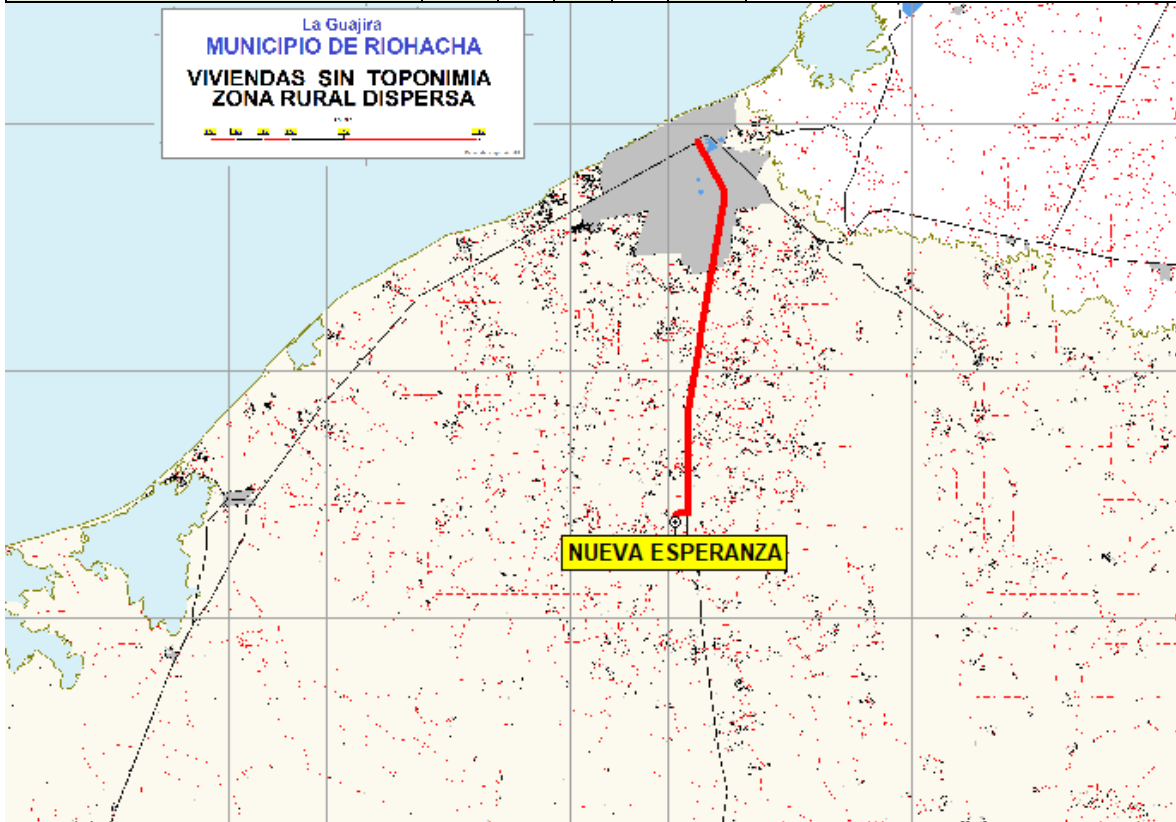 La Guajira
MUNICIPIO DE RIOHACHA
VIVIENDAS SIN TOPONIMIA
ZONA RURAL DISPERSA
NUEVA ESPERANZA